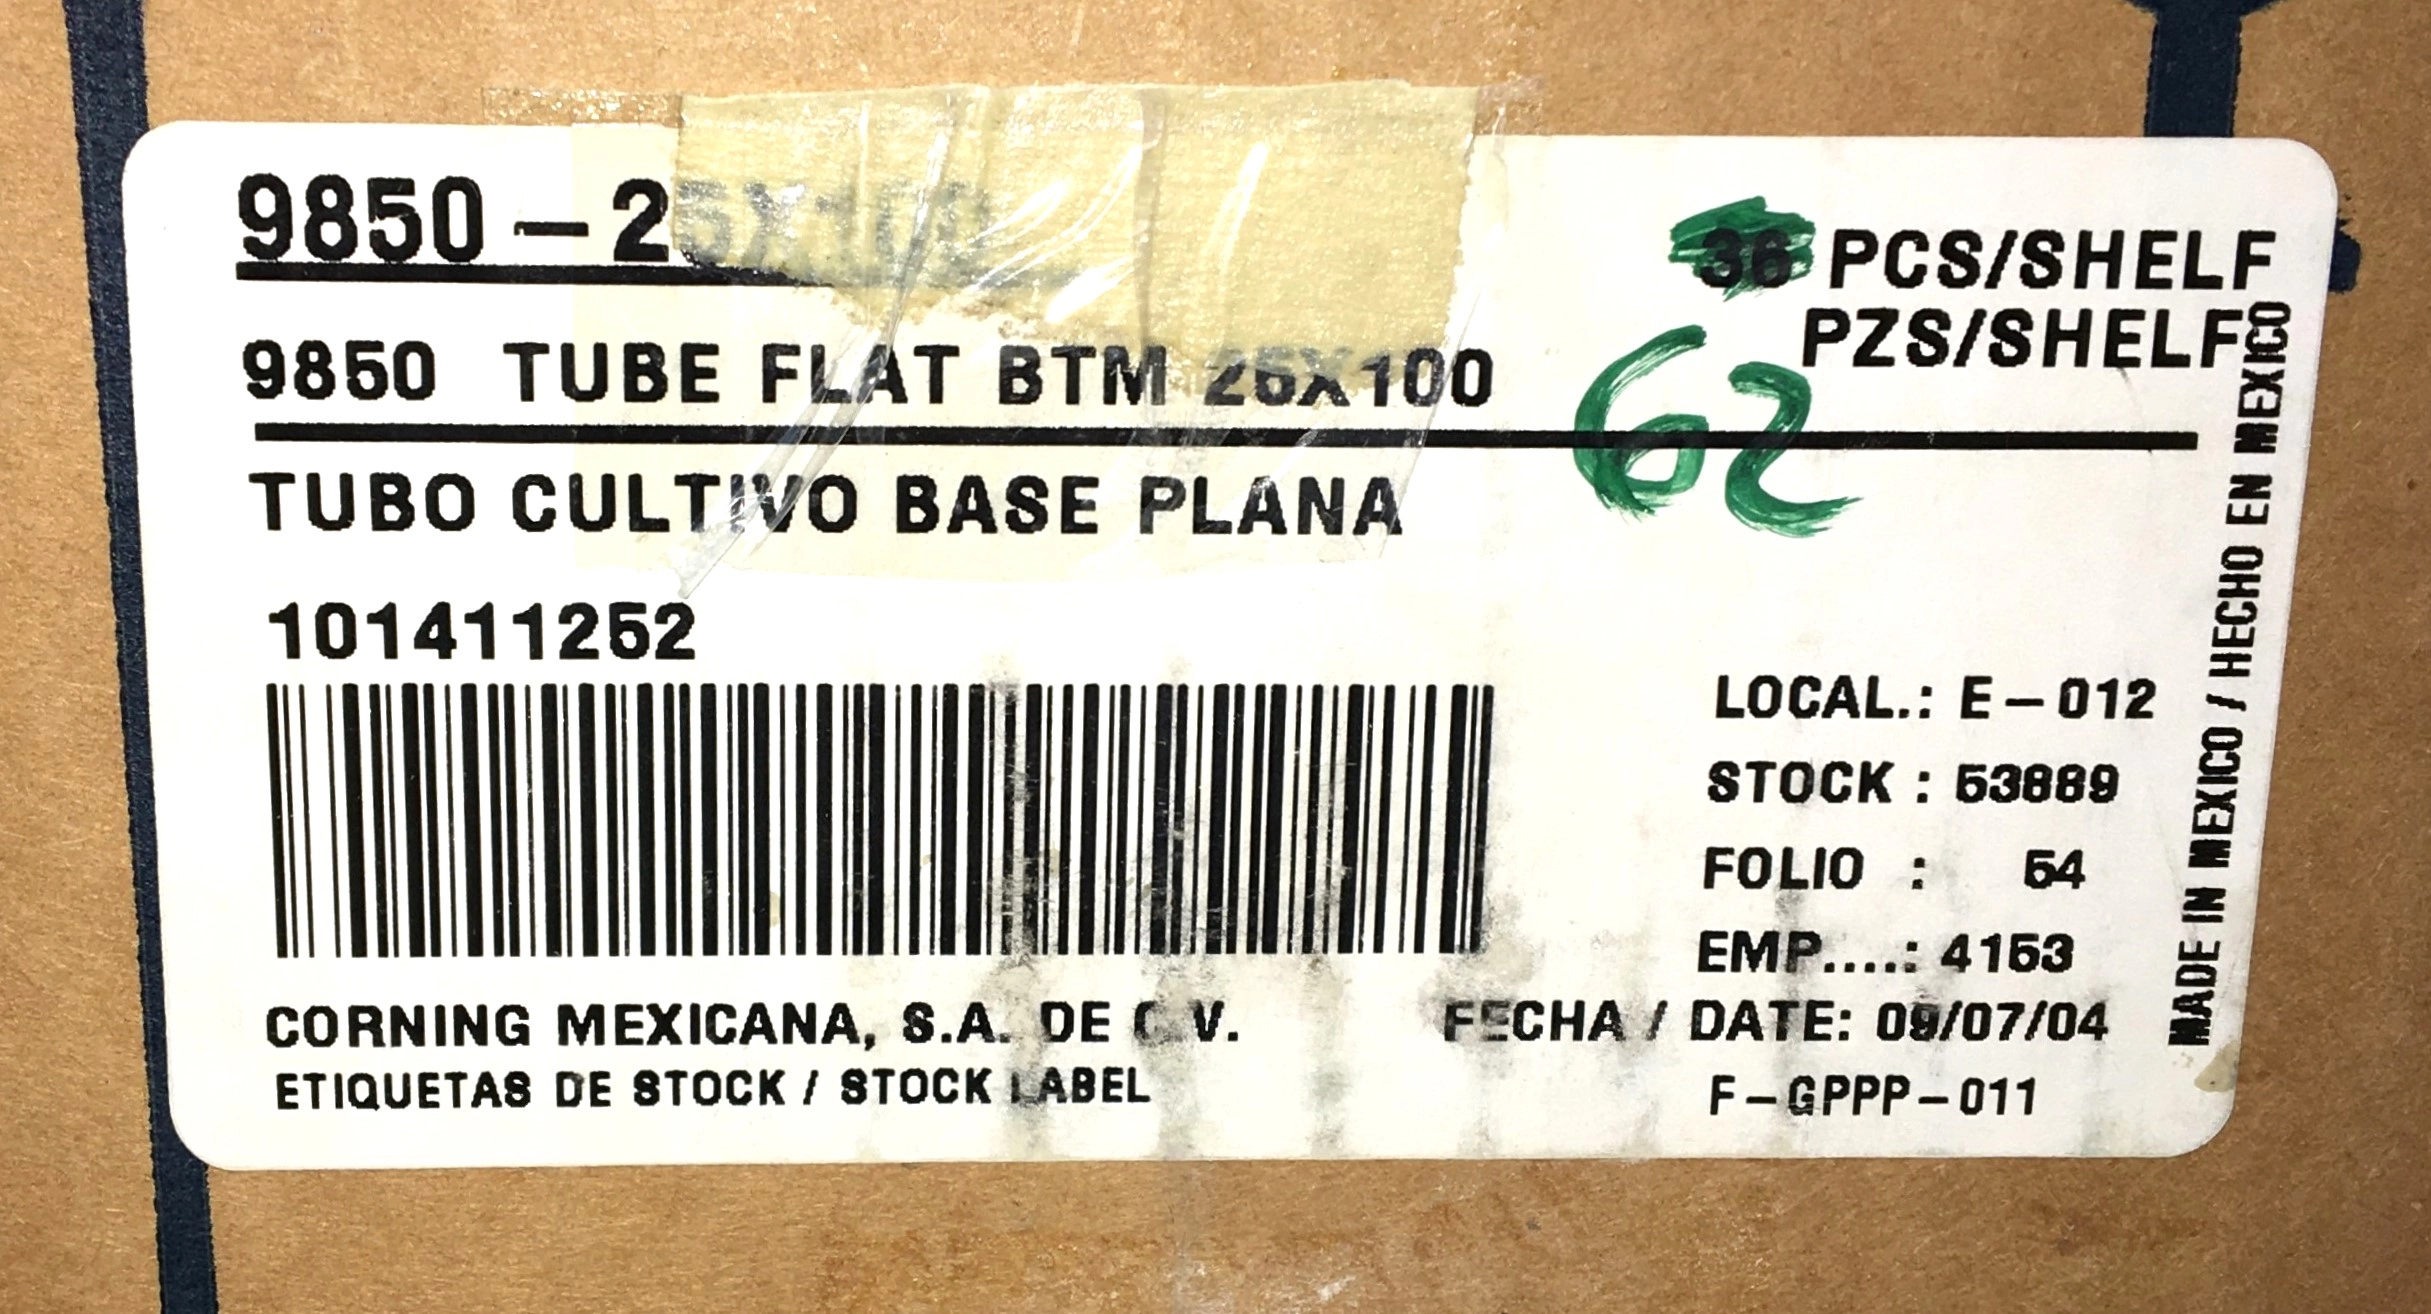 9850-25X100
36 PCS/SHELF
PZS/SHELF
62
9850 TUBE FLAT BTM 25X100
TUBO CULTIVO BASE PLANA
101411252
LOCAL.: E-012
STOCK : 53889
FOLIO : 54
EMP....: 4153
CORNING MEXICANA, S.A. DE C.V.
FECHA / DATE: 09/07/04
ETIQUETAS DE STOCK / STOCK LABEL
F-GPPP-011
MADE IN MEXICO / HECHO EN MEXICO